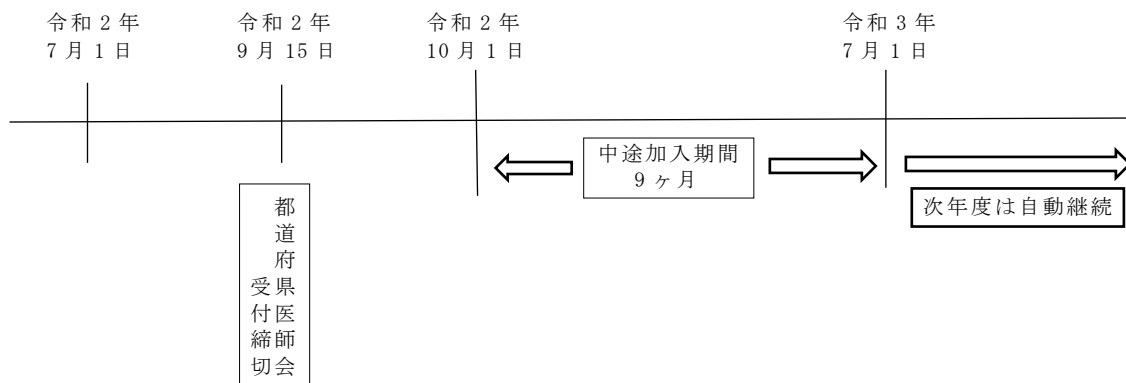 令和2年
7月1日
令和2年
9月15日
令和2年
10月1日
令和3年
7月1日
中途加入期間
9ヶ月
次年度は自動継続
都道府県医師会
受付締切